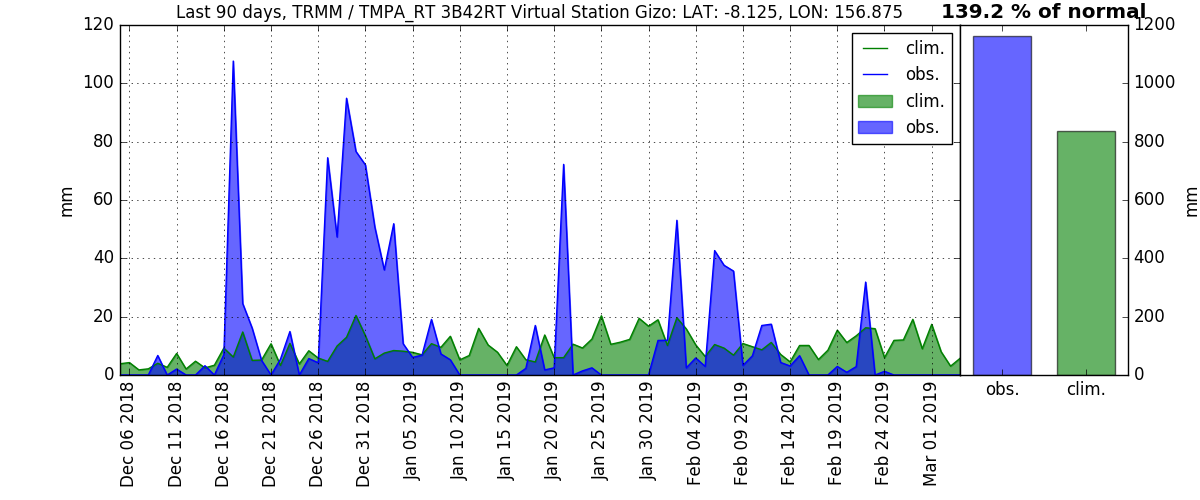 Last 90 days, TRMM / TMPA_RT 3B42RT Virtual Station Gizo: LAT: -8.125, LON: 156.875
139.2 % of normal
120
100
80
60
40
20
0
mm
clim.
obs.
clim.
obs.
1200
1000
800
600
400
200
0
mm
obs.
clim.
Dec 06 2018
Dec 11 2018
Dec 16 2018
Dec 21 2018
Dec 26 2018
Dec 31 2018
Jan 05 2019
Jan 10 2019
Jan 15 2019
Jan 20 2019
Jan 25 2019
Jan 30 2019
Feb 04 2019
Feb 09 2019
Feb 14 2019
Feb 19 2019
Feb 24 2019
Mar 01 2019